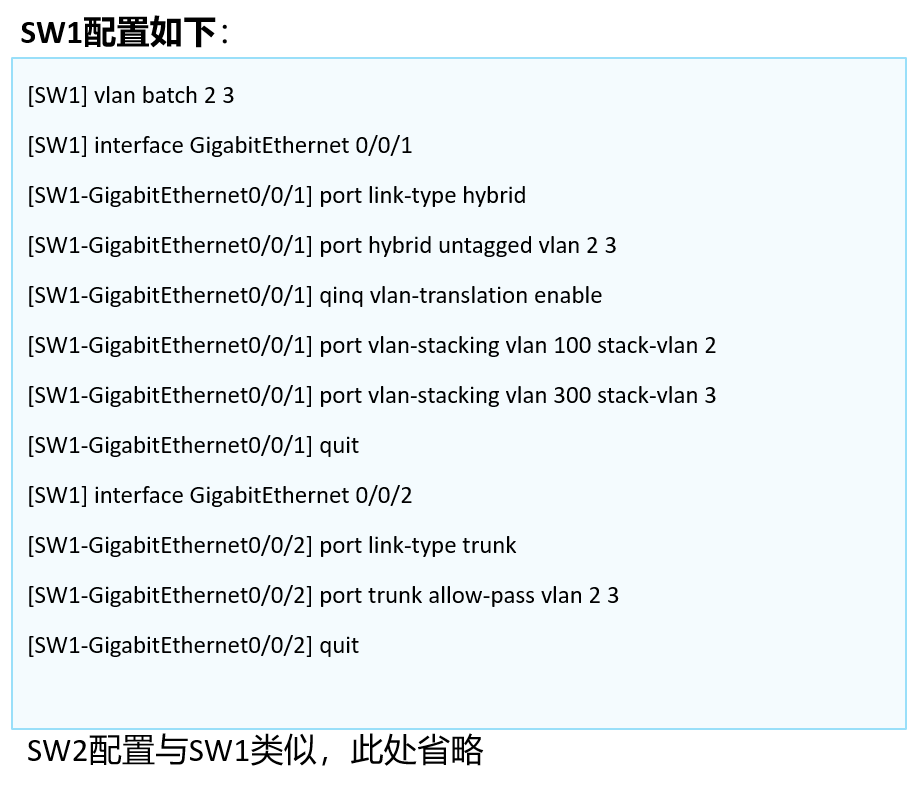 SW1配置如下：
[SW1] vlan batch 2 3
[SW1] interface GigabitEthernet 0/0/1
[SW1-GigabitEthernet0/0/1] port link-type hybrid
[SW1-GigabitEthernet0/0/1] port hybrid untagged vlan 2 3
[SW1-GigabitEthernet0/0/1] qinq vlan-translation enable
[SW1-GigabitEthernet0/0/1] port vlan-stacking vlan 100 stack-vlan 2
[SW1-GigabitEthernet0/0/1] port vlan-stacking vlan 300 stack-vlan 3
[SW1-GigabitEthernet0/0/1] quit
[SW1] interface GigabitEthernet 0/0/2
[SW1-GigabitEthernet0/0/2] port link-type trunk
[SW1-GigabitEthernet0/0/2] port trunk allow-pass vlan 2 3
[SW1-GigabitEthernet0/0/2] quit
SW2配置与SW1类似，此处省略